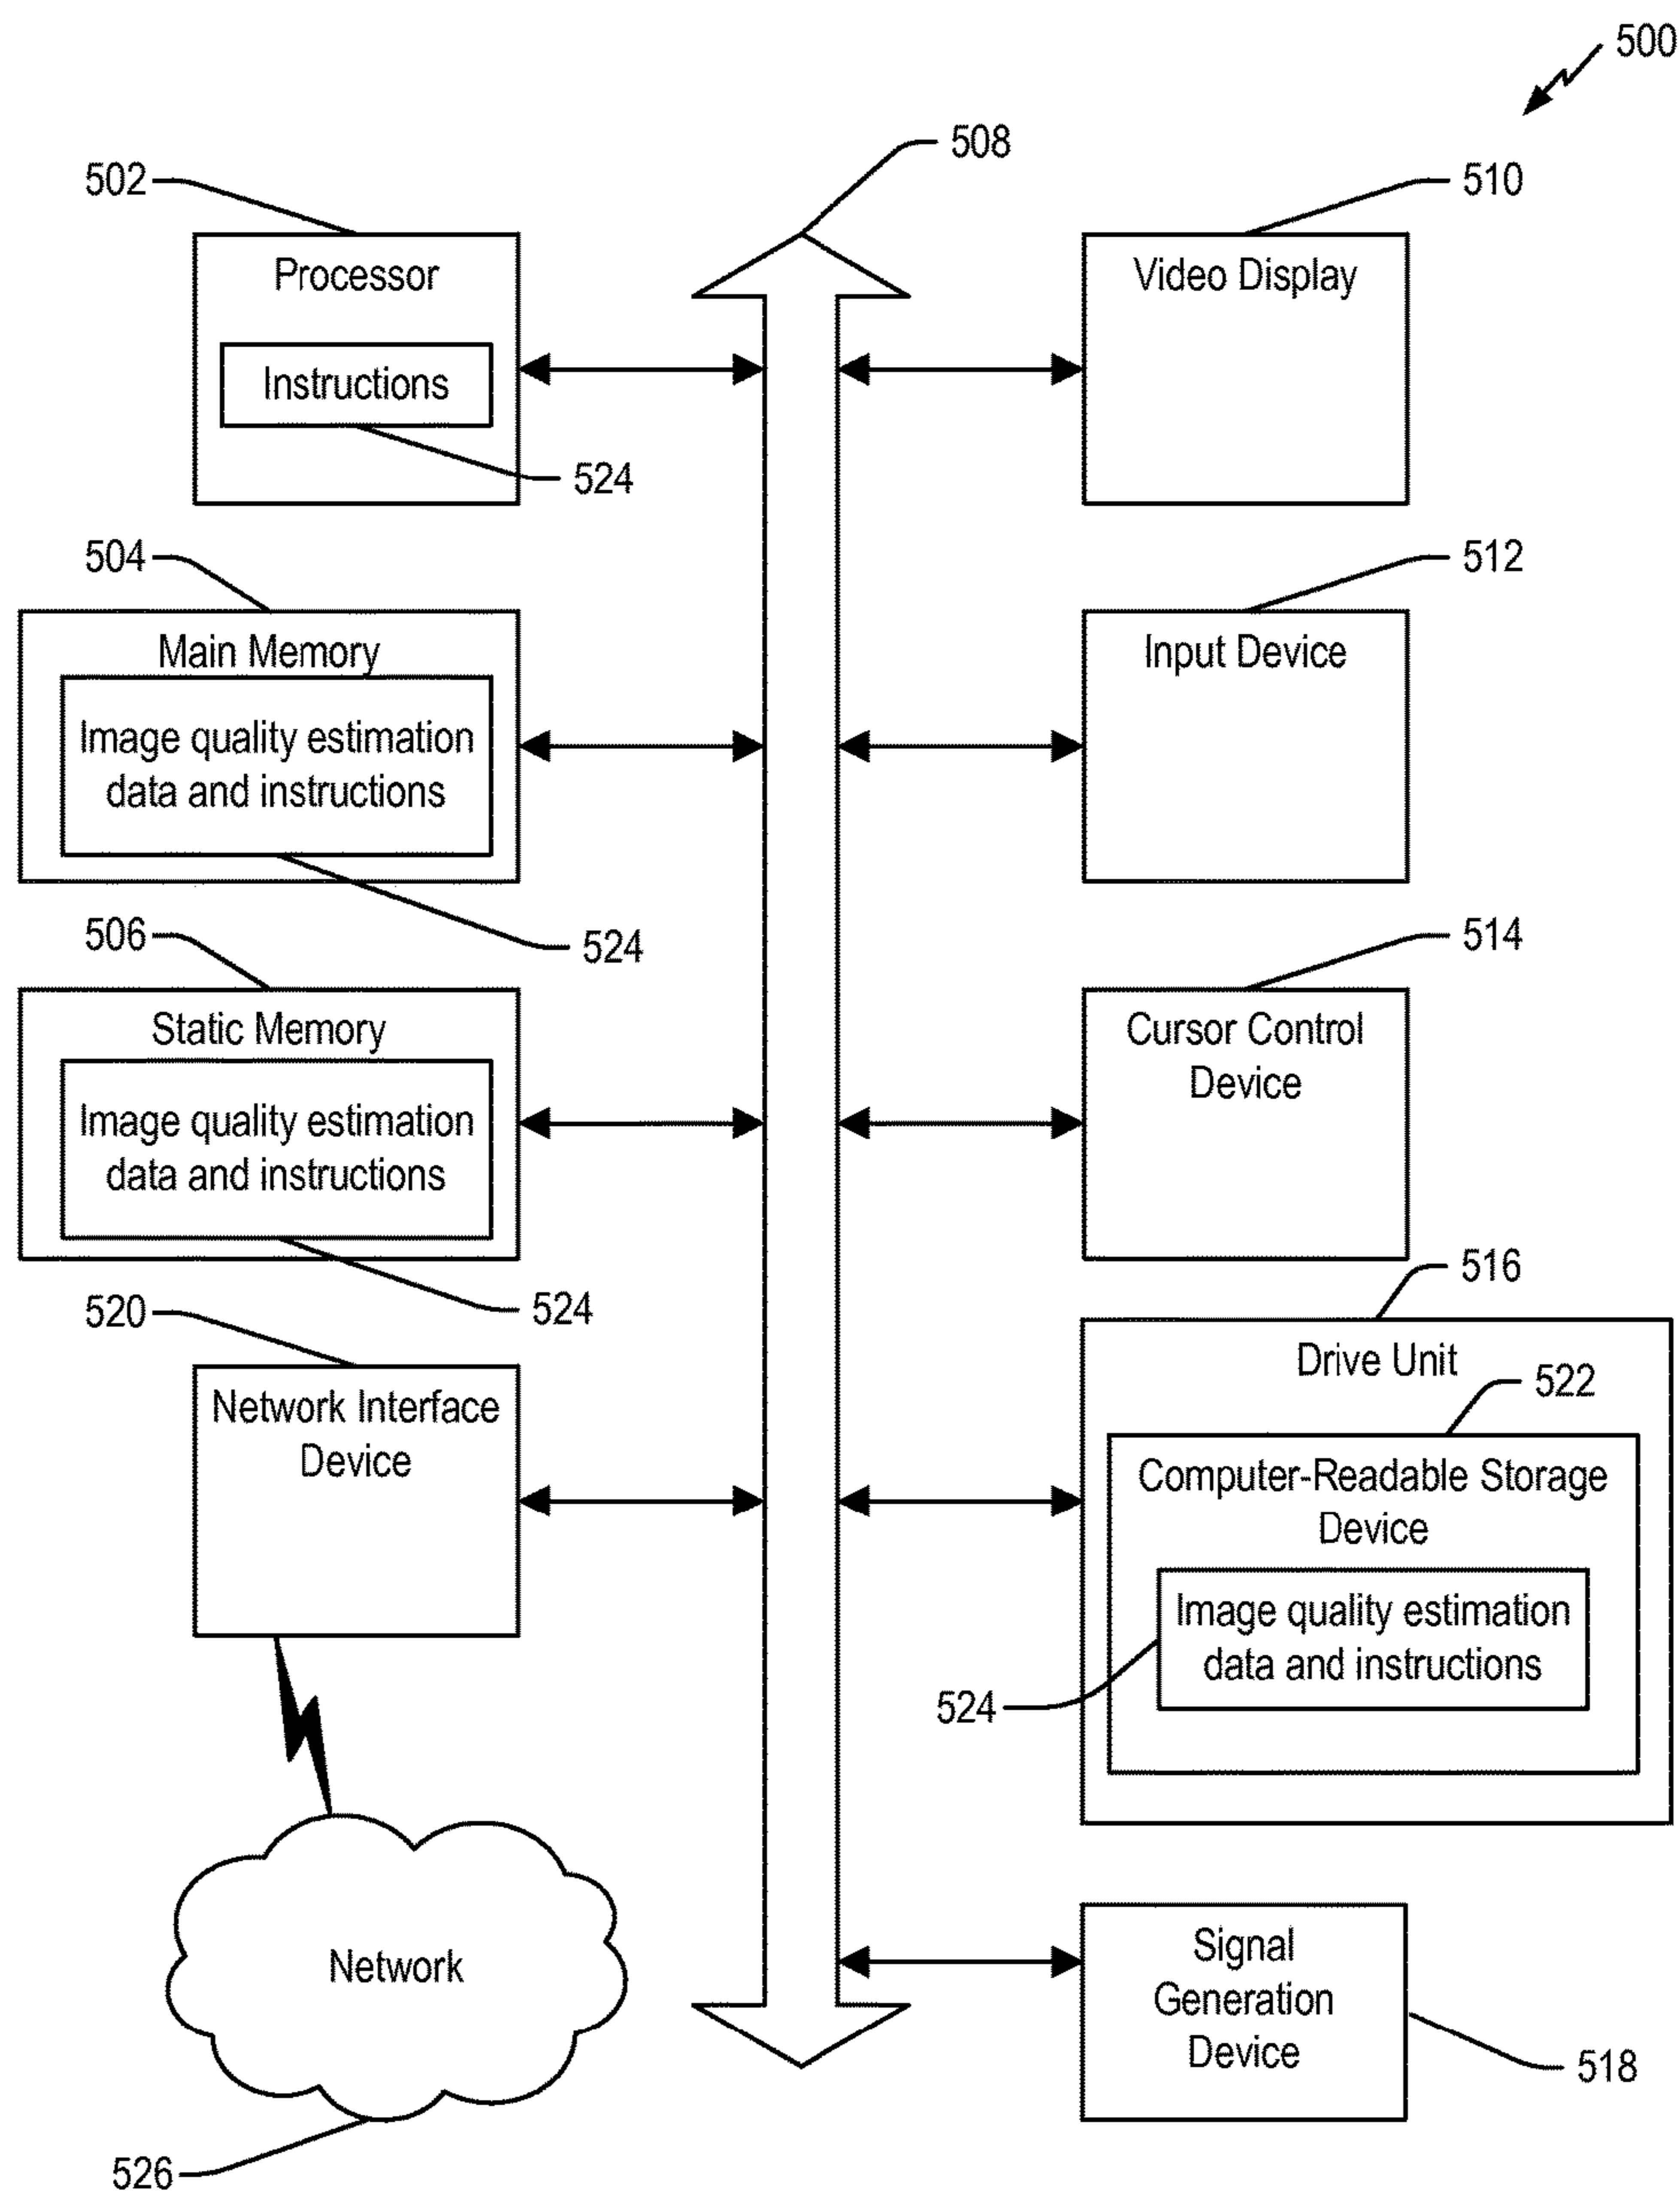 500
508
502
510
Processor
Instructions
524
Video Display
504
512
Main Memory
Image quality estimation
data and instructions
524
Input Device
506
514
Static Memory
Image quality estimation
data and instructions
524
Cursor Control
Device
520
516
Network Interface
Device
Drive Unit
522
Computer-Readable Storage
Device
Image quality estimation
data and instructions
524
Network
526
Signal
Generation
Device
518